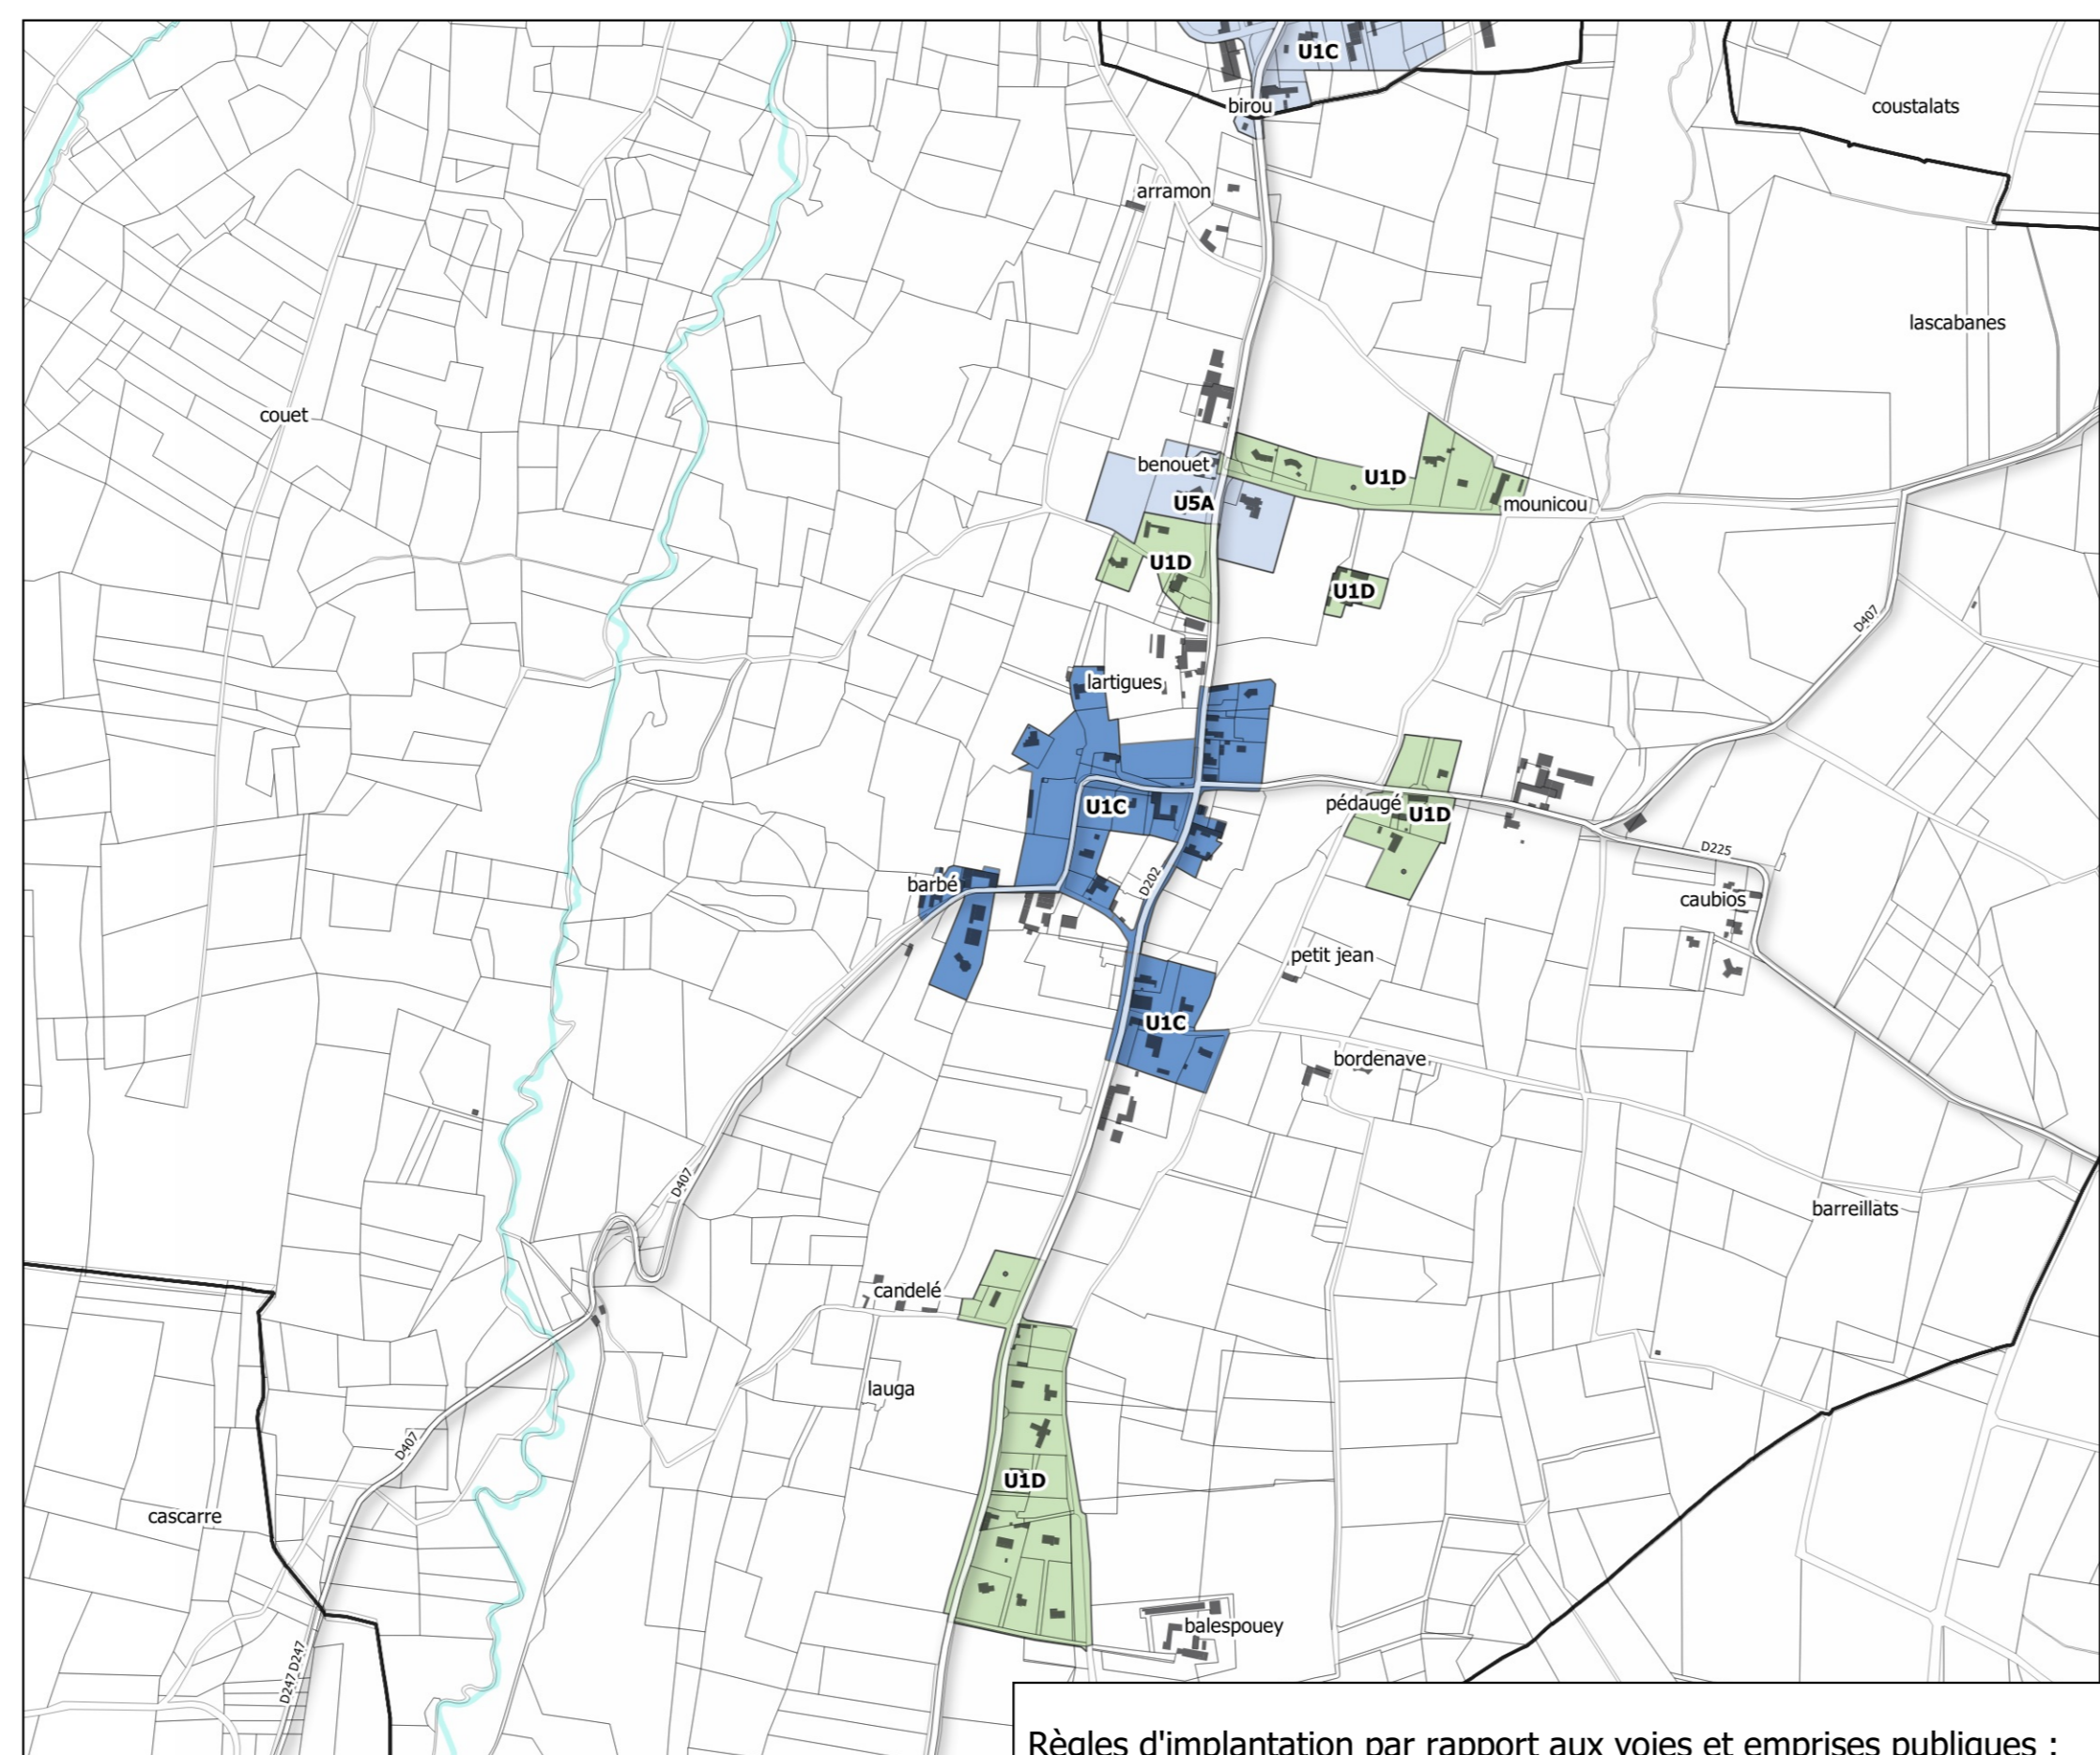 U1C
birou
coustalats
arramon
lascabanes
couet
benouet
U1D
U5A
mounicou
U1D
U1D
D407
lartigues
pédaugé
U1C
U1D
D225
D202
barbé
caubios
petit jean
U1C
bordenave
D407
barreillats
candelé
lauga
D407
U1D
cascarre
balespouey
D247 D247
Règles d'implantation par rapport aux voies et emprises publiques :